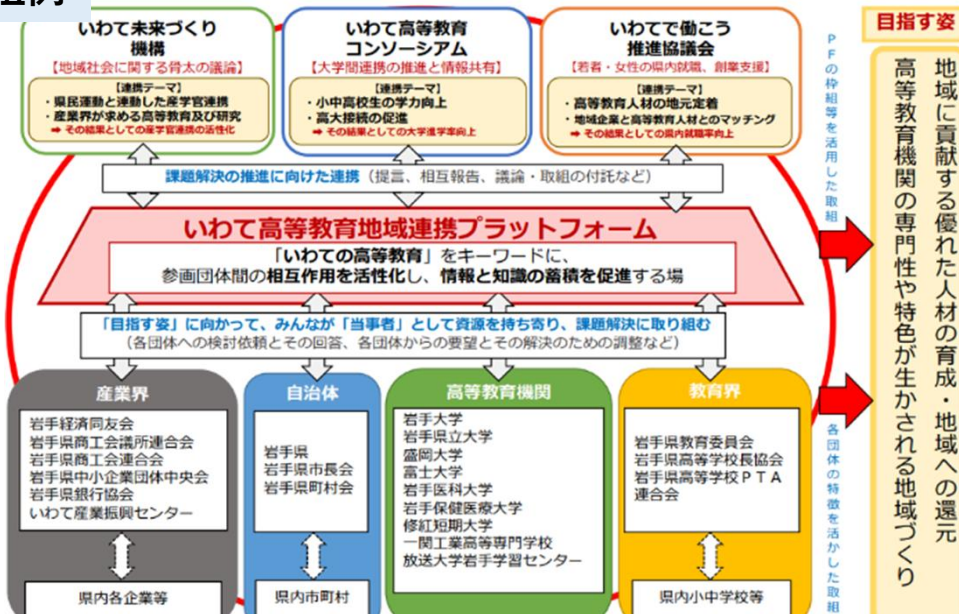 いわて未来づくり
機構
【地域社会に関する骨太の議論】
【連携テーマ】
・県民運動と連動した産学官連携
・産業界が求める高等教育及び研究
➡ その結果としての産学官連携の活性化
いわて高等教育
コンソーシアム
【大学間連携の推進と情報共有】
【連携テーマ】
・小中高校生の学力向上
・高大接続の促進
➡ その結果としての大学進学率向上
いわてで働こう
推進協議会
【若者・女性の県内就職、創業支援】
【連携テーマ】
・高等教育人材の地元定着
・地域企業と高等教育人材とのマッチング
➡ その結果としての県内就職率向上
課題解決の推進に向けた連携（提言、相互報告、議論・取組の付託など）
いわて高等教育地域連携プラットフォーム
「いわての高等教育」をキーワードに、
参画団体間の相互作用を活性化し、情報と知識の蓄積を促進する場
「目指す姿」に向かって、みんなが「当事者」として資源を持ち寄り、課題解決に取り組む
（各団体への検討依頼とその回答、各団体からの要望とその解決のための調整など）
産業界
岩手経済同友会
岩手県商工会議所連合会
岩手県商工会連合会
岩手県中小企業団体中央会
岩手県銀行協会
いわて産業振興センター
県内各企業等
自治体
岩手県
岩手県市長会
岩手県町村会
県内市町村
高等教育機関
岩手大学
岩手県立大学
盛岡大学
富士大学
岩手医科大学
岩手保健医療大学
修紅短期大学
一関工業高等専門学校
放送大学岩手学習センター
教育界
岩手県教育委員会
岩手県高等学校長協会
岩手県高等学校ＰＴＡ
連合会
県内小中学校等
ＰＦの枠組等を活用した取組
各団体の特徴を活かした取組
目指す姿
地域に貢献する優れた人材の育成・地域への還元
高等教育機関の専門性や特色が生かされる地域づくり